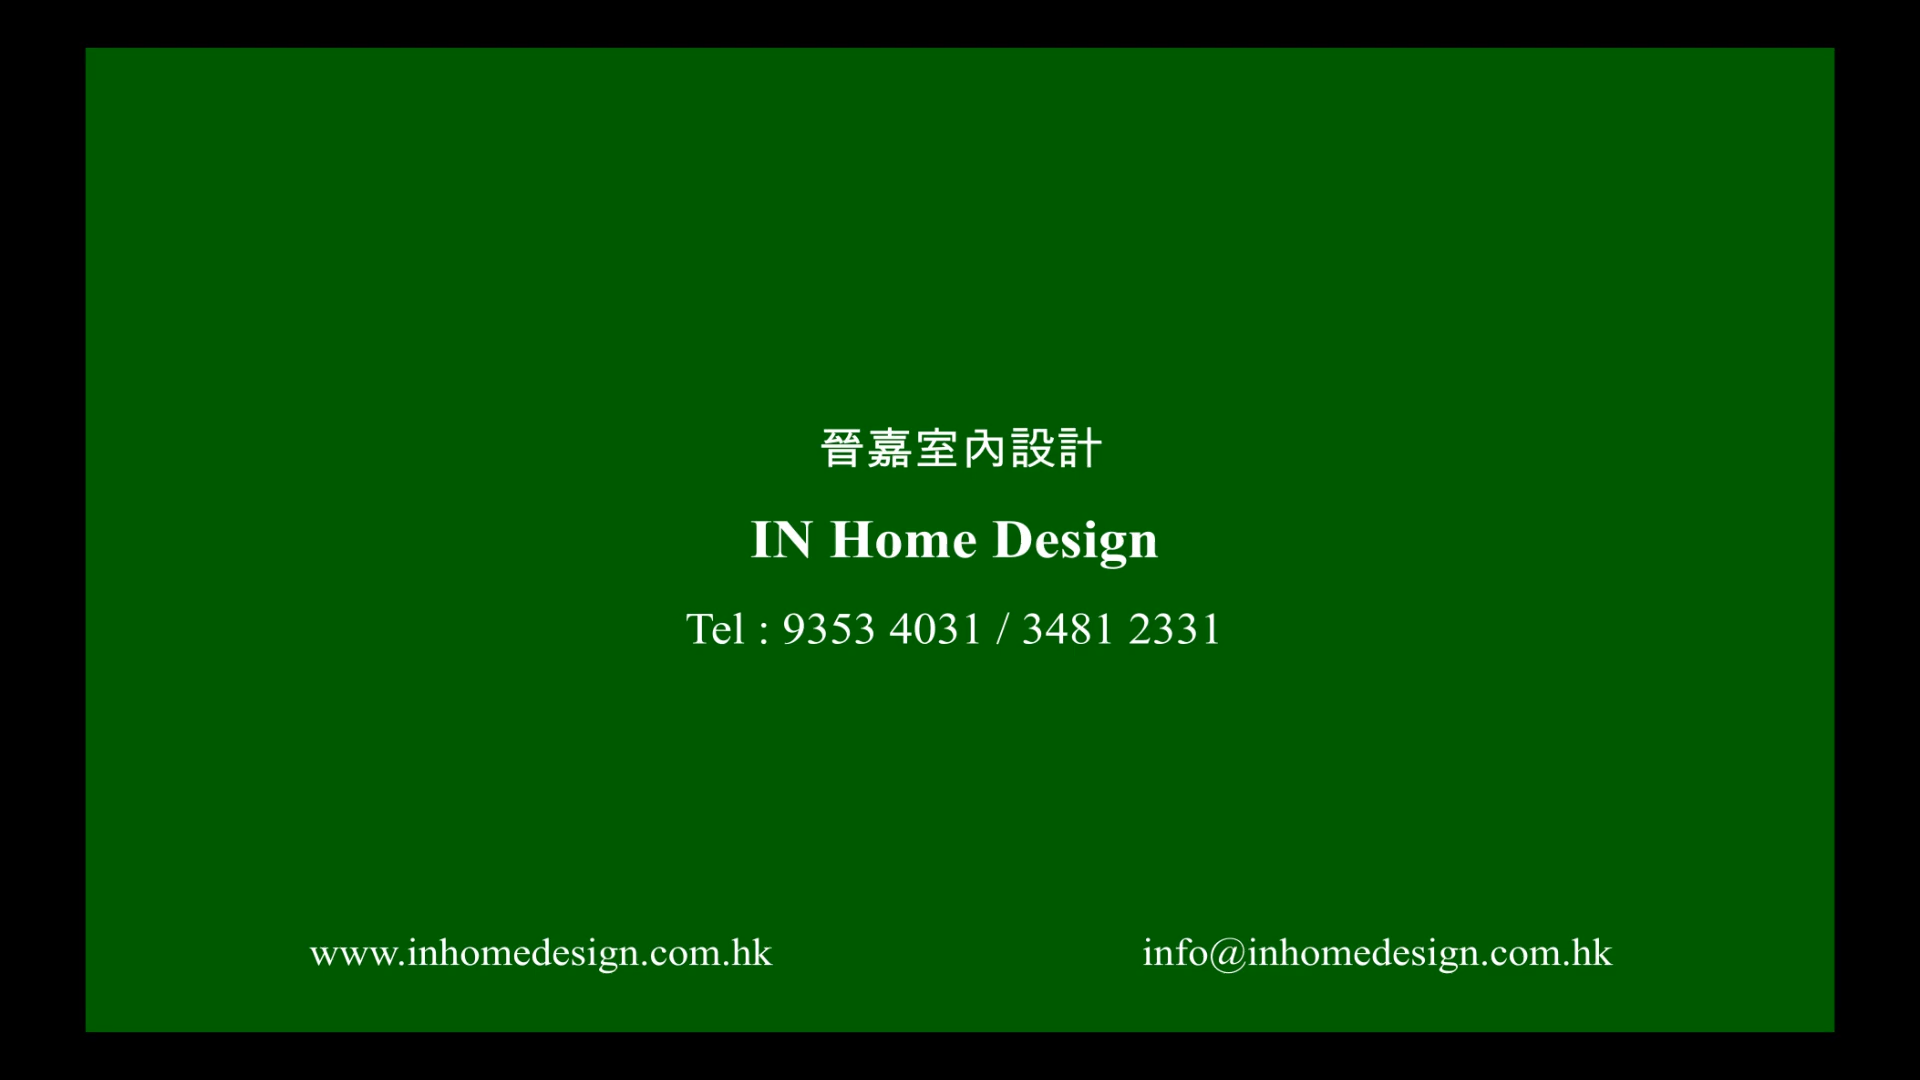 晉嘉室內設計
IN Home Design
Tel : 9353 4031 / 3481 2331
www.inhomedesign.com.hk
info@inhomedesign.com.hk